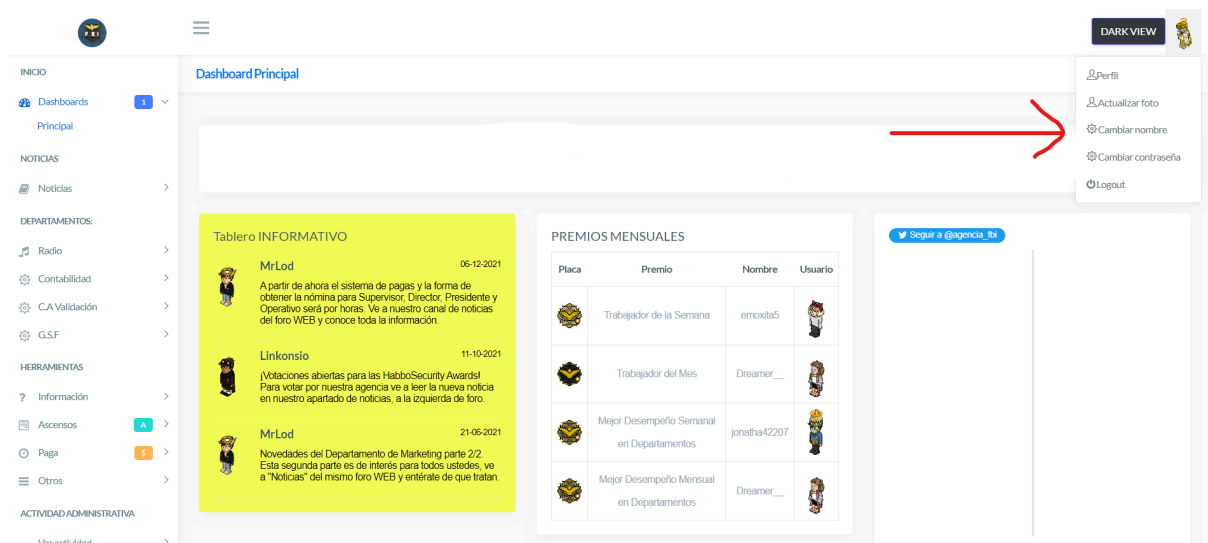 F·B·I
DARK VIEW
INICIO
Dashboards
1
Principal
NOTICIAS
Noticias
DEPARTAMENTOS:
Radio
Contabilidad
C.A Validación
G.S.F
HERRAMIENTAS
Información
Ascensos
A
Paga
$
Otros
ACTIVIDAD ADMINISTRATIVA
Ver actividad
Dashboard Principal
Perfil
Actualizar foto
Cambiar nombre
Cambiar contraseña
Logout
Tablero INFORMATIVO
MrLod
06-12-2021
A partir de ahora el sistema de pagas y la forma de
obtener la nómina para Supervisor, Director, Presidente y
Operativo será por horas. Ve a nuestro canal de noticias
del foro WEB y conoce toda la información.
Linkonsio
11-10-2021
¡Votaciones abiertas para las HabboSecurity Awards!
Para votar por nuestra agencia ve a leer la nueva noticia
en nuestro apartado de noticias, a la izquierda de foro.
MrLod
21-06-2021
Novedades del Departamento de Marketing parte 2/2.
Esta segunda parte es de interés para todos ustedes, ve
a "Noticias" del mismo foro WEB y entérate de que tratan.
PREMIOS MENSUALES
Placa Premio Nombre Usuario
Trabajador de la Semana emoxita5
Trabajador del Mes Dreamer__
Mejor Desempeño Semanal
en Departamentos
jonatha42207
Mejor Desempeño Mensual
en Departamentos
Dreamer__
Seguir a @agencia_fbi